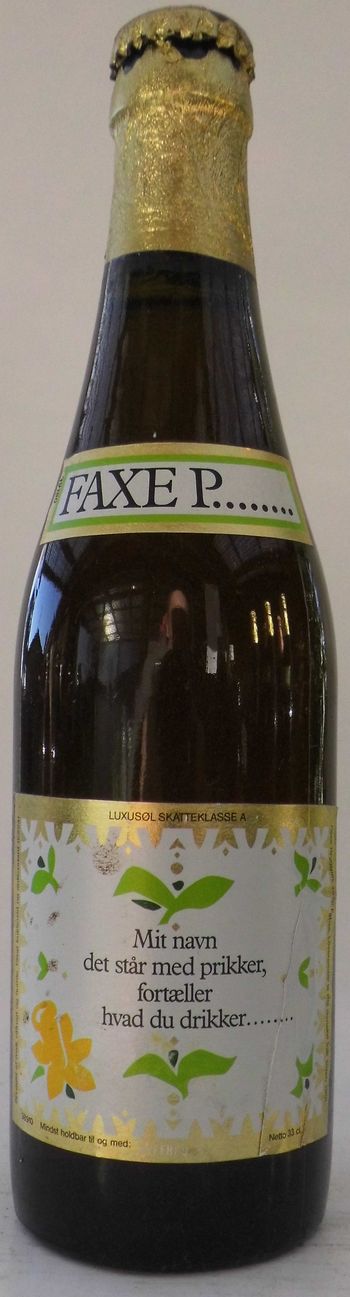 FAXE P........
LUXUSØL SKATTEKLASSE A
Mit navn
det står med prikker,
fortæller
hvad du drikker........
Mindst holdbar til og med:
Netto 33 cl.